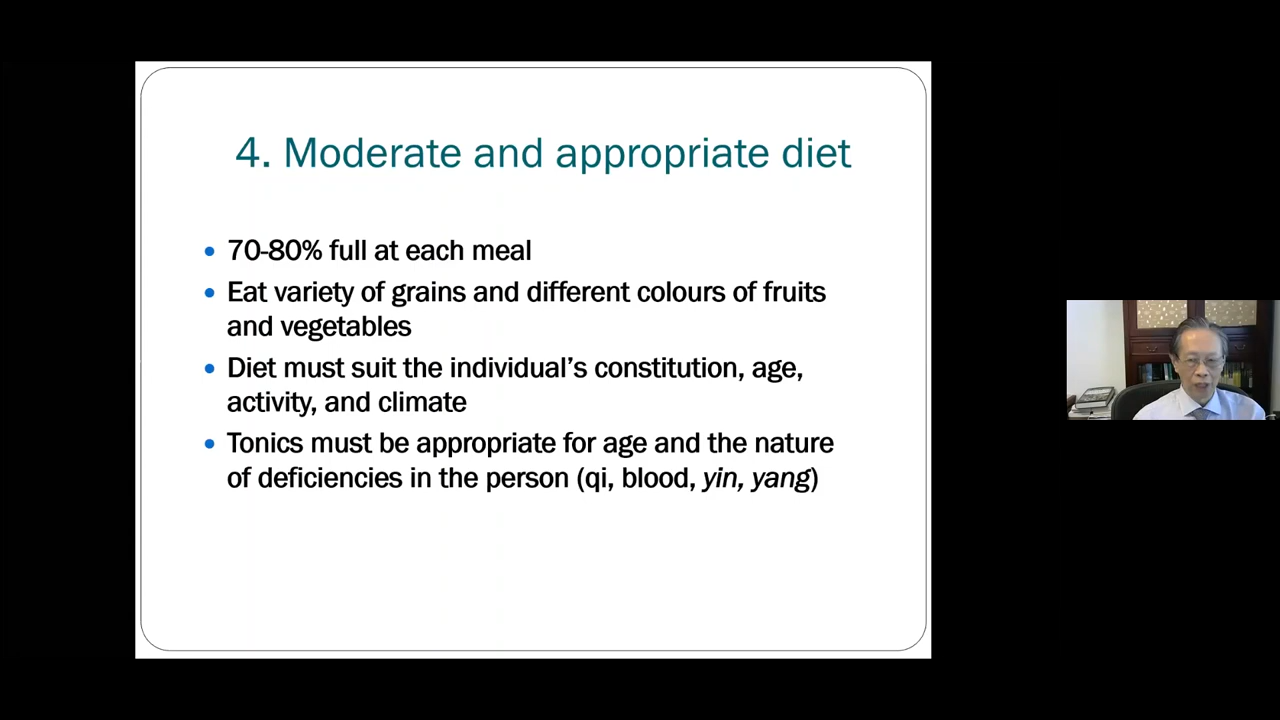 4. Moderate and appropriate diet
• 70-80% full at each meal
• Eat variety of grains and different colours of fruits
and vegetables
• Diet must suit the individual's constitution, age,
activity, and climate
• Tonics must be appropriate for age and the nature
of deficiencies in the person (qi, blood, yin, yang)